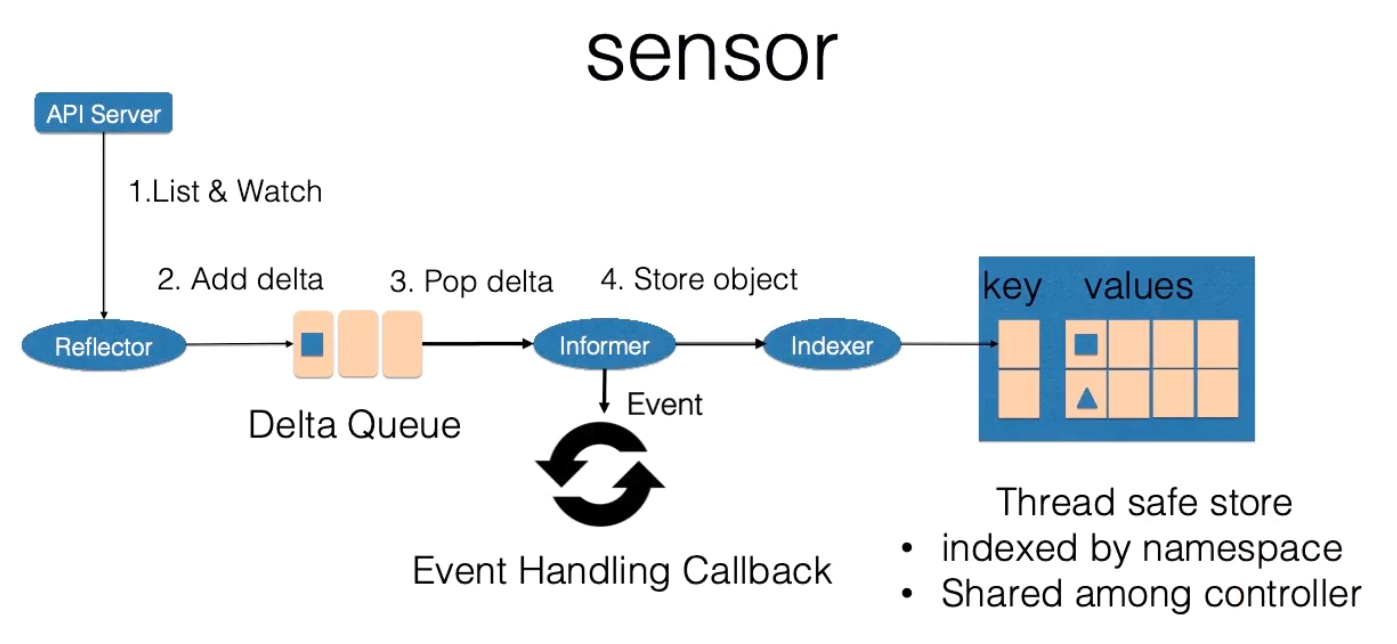 sensor
API Server
1.List & Watch
2. Add delta
3. Pop delta
4. Store object
key
values
Reflector
Informer
Indexer
Delta Queue
Event
Event Handling Callback
Thread safe store
• indexed by namespace
• Shared among controller